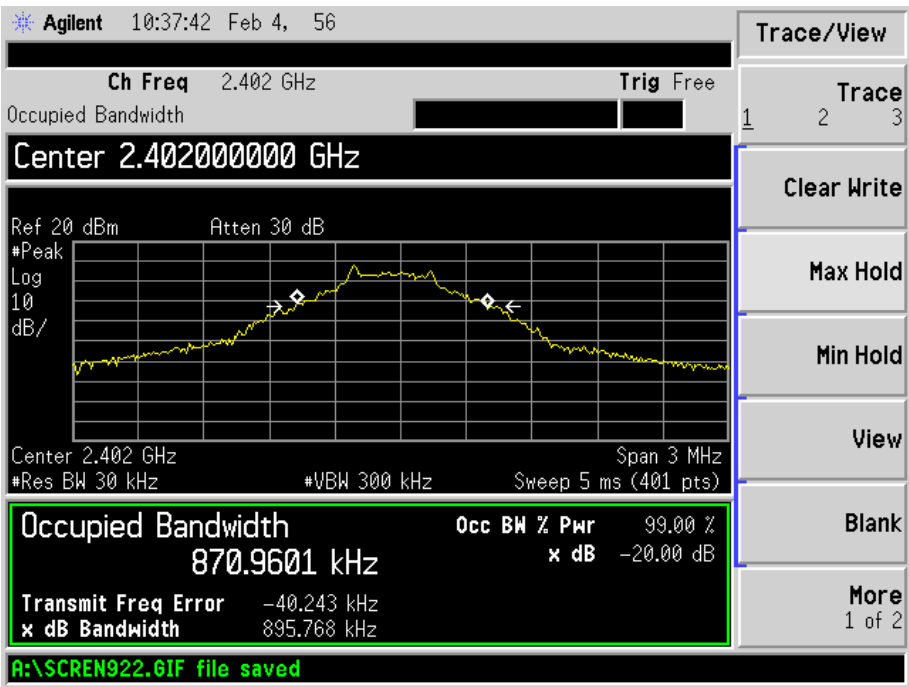 Agilent 10:37:42 Feb 4, 56
Ch Freq 2.402 GHz Trig Free
Occupied Bandwidth
Center 2.402000000 GHz
Ref 20 dBm Atten 30 dB
#Peak
Log
10
dB/
Center 2.402 GHz Span 3 MHz
#Res BW 30 kHz #VBW 300 kHz Sweep 5 ms (401 pts)
Occupied Bandwidth Occ BW % Pwr 99.00 %
870.9601 kHz x dB -20.00 dB
Transmit Freq Error -40.243 kHz
x dB Bandwidth 895.768 kHz
A:\SCREN922.GIF file saved
Trace/View
Trace
1 2 3
Clear Write
Max Hold
Min Hold
View
Blank
More
1 of 2